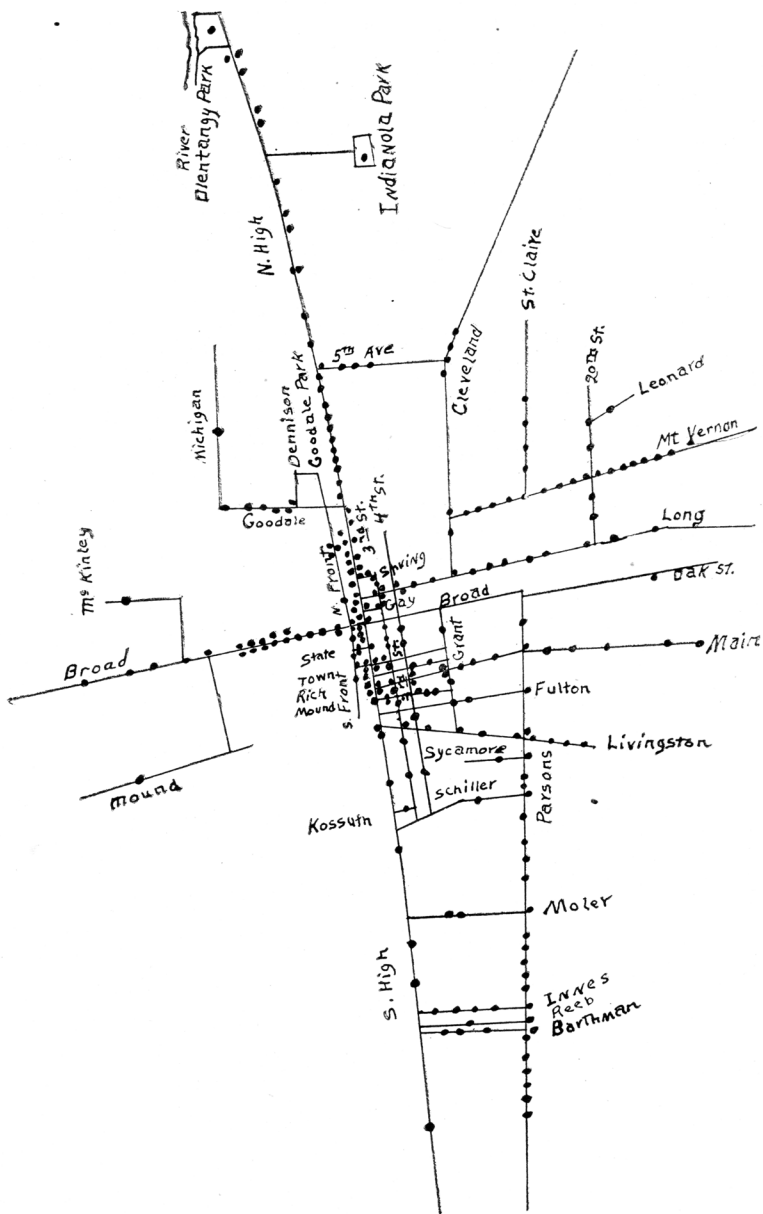 River
Olentangy Park
Indianola Park
N. High
St. Claire
5TH Ave
Cleveland
20TH St.
Leonard
Michigan
Dennison
Goodale Park
Mt Vernon
Goodale
3rd St.
4TH St.
Long
Mc Kinley
N. Front
Spring
Gay
Broad
Oak St.
Broad
State
Town
Rich
Mound
S. Front
Grant
Main
Fulton
Livingston
Sycamore
Mound
Schiller
Parsons
Kossuth
Moler
S. High
Innes
Reeb
Barthman